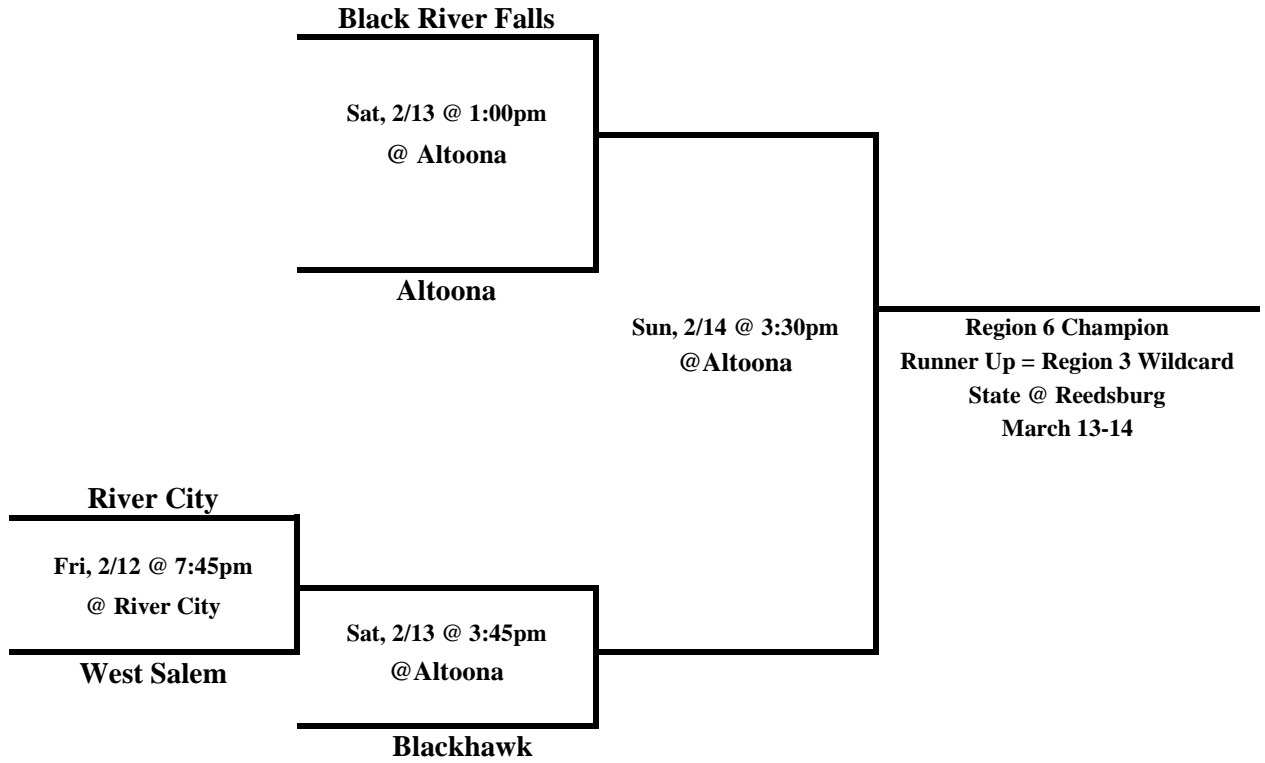 Black River Falls
Sat, 2/13 @ 1:00pm
@ Altoona
Altoona
Sun, 2/14 @ 3:30pm
@Altoona
Region 6 Champion
Runner Up = Region 3 Wildcard
State @ Reedsburg
March 13-14
River City
Fri, 2/12 @ 7:45pm
@ River City
West Salem
Sat, 2/13 @ 3:45pm
@Altoona
Blackhawk